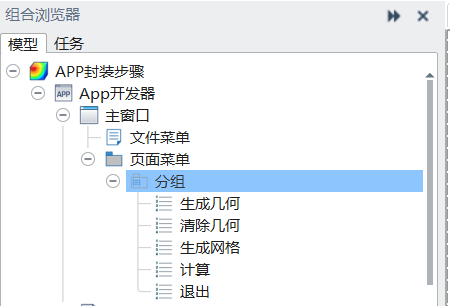 组合浏览器
模型 任务
APP封装步骤
APP App开发器
主窗口
文件菜单
页面菜单
分组
生成几何
清除几何
生成网格
计算
退出